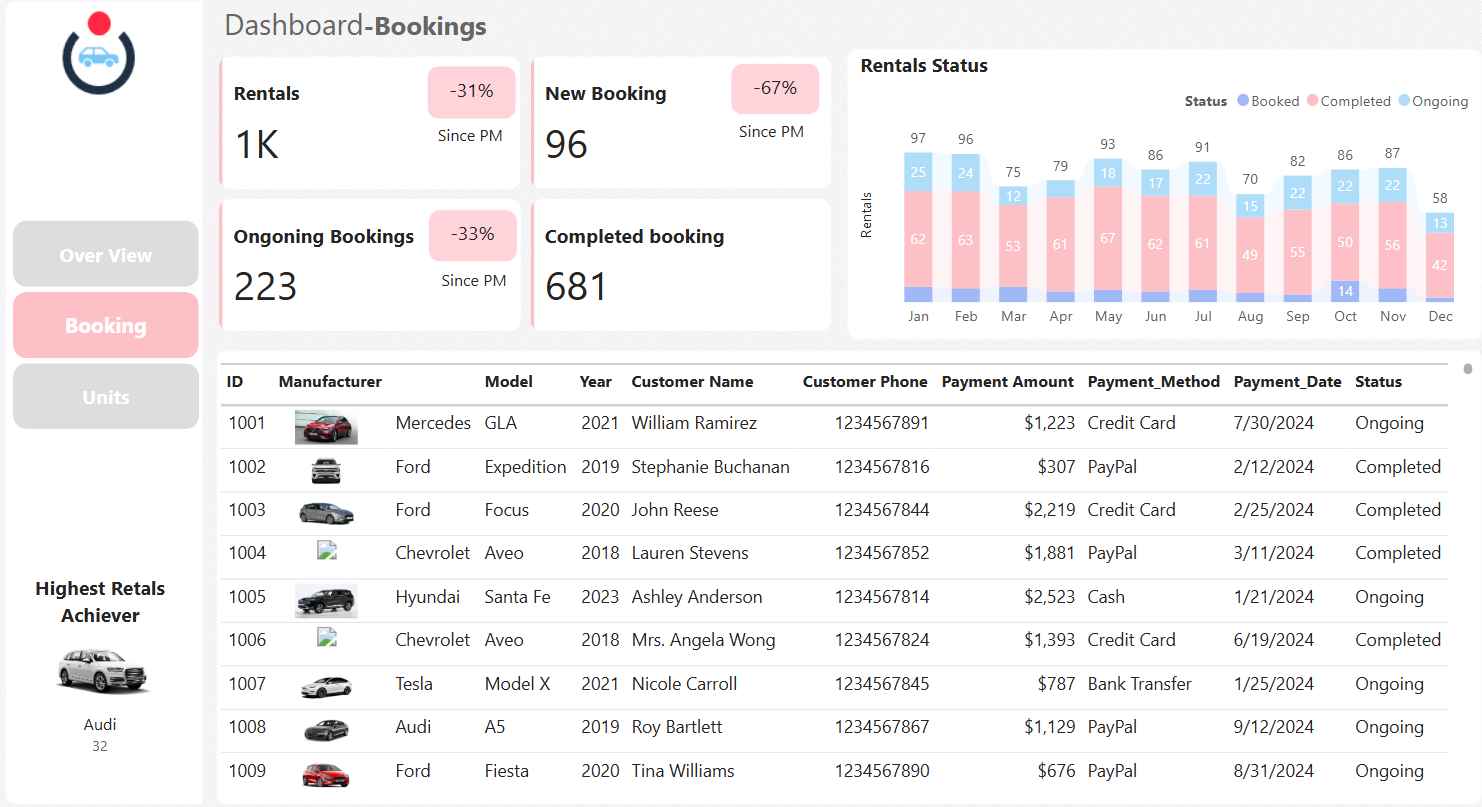 Dashboard-Bookings
Over View
Booking
Units
Highest Retals
Achiever
Audi
32
Rentals
-31%
1K
Since PM
New Booking
-67%
96
Since PM
Ongoning Bookings
-33%
223
Since PM
Completed booking
681
Rentals Status
Status Booked Completed Ongoing
Rentals
97 96 75 79 93 86 91 70 82 86 87 58
25 24 12 18 17 22 15 22 22 22 13
62 63 53 61 67 62 61 49 55 50 56 42
14
Jan Feb Mar Apr May Jun Jul Aug Sep Oct Nov Dec
ID Manufacturer Model Year Customer Name Customer Phone Payment Amount Payment_Method Payment_Date Status
1001 Mercedes GLA 2021 William Ramirez 1234567891 $1,223 Credit Card 7/30/2024 Ongoing
1002 Ford Expedition 2019 Stephanie Buchanan 1234567816 $307 PayPal 2/12/2024 Completed
1003 Ford Focus 2020 John Reese 1234567844 $2,219 Credit Card 2/25/2024 Completed
1004 Chevrolet Aveo 2018 Lauren Stevens 1234567852 $1,881 PayPal 3/11/2024 Completed
1005 Hyundai Santa Fe 2023 Ashley Anderson 1234567814 $2,523 Cash 1/21/2024 Ongoing
1006 Chevrolet Aveo 2018 Mrs. Angela Wong 1234567824 $1,393 Credit Card 6/19/2024 Completed
1007 Tesla Model X 2021 Nicole Carroll 1234567845 $787 Bank Transfer 1/25/2024 Ongoing
1008 Audi A5 2019 Roy Bartlett 1234567867 $1,129 PayPal 9/12/2024 Ongoing
1009 Ford Fiesta 2020 Tina Williams 1234567890 $676 PayPal 8/31/2024 Ongoing